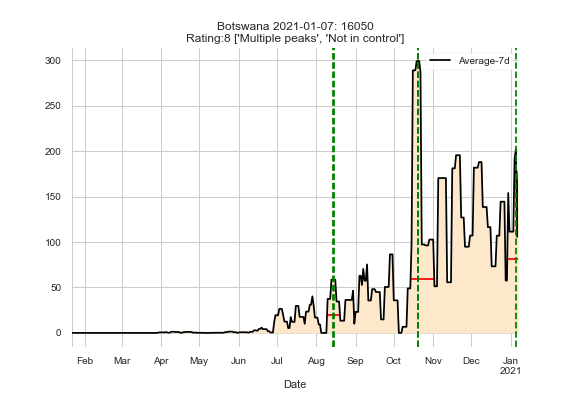 Botswana 2021-01-07: 16050
Rating:8 ['Multiple peaks', 'Not in control']
Average-7d
300
250
200
150
100
50
0
Feb Mar Apr May Jun Jul Aug Sep Oct Nov Dec Jan
2021
Date